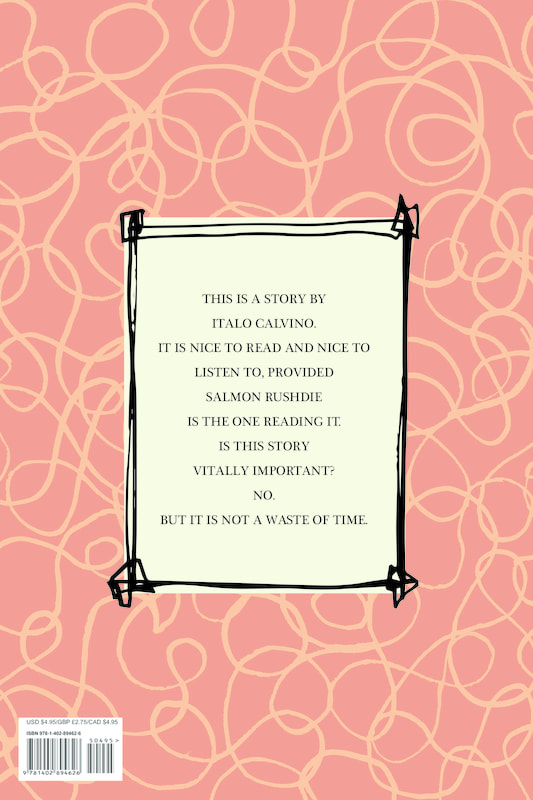 THIS IS A STORY BY
ITALO CALVINO.
IT IS NICE TO READ AND NICE TO
LISTEN TO, PROVIDED
SALMON RUSHDIE
IS THE ONE READING IT.
IS THIS STORY
VITALLY IMPORTANT?
NO.
BUT IT IS NOT A WASTE OF TIME.
USD $4.95/GBP £2.75/CAD $4.95
ISBN 978-1-402-89462-6
50495>
9781402894626